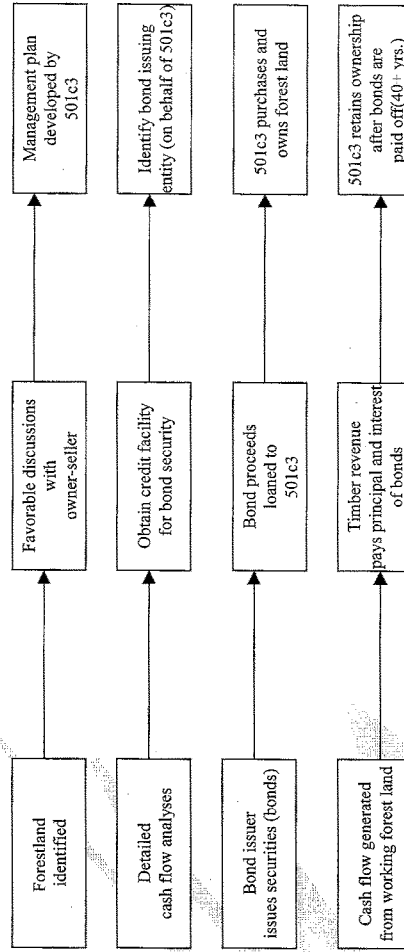 Forestland
identified
Favorable discussions
with
owner-seller
Management plan
developed by
501c3
Detailed
cash flow analyses
Obtain credit facility
for bond security
Identify bond issuing
entity (on behalf of 501c3)
Bond issuer
issues securities (bonds)
Bond proceeds
loaned to
501c3
501c3 purchases and
owns forest land
Cash flow generated
from working forest land
Timber revenue
pays principal and interest
of bonds
501c3 retains ownership
after bonds are
paid off(40+ yrs.)